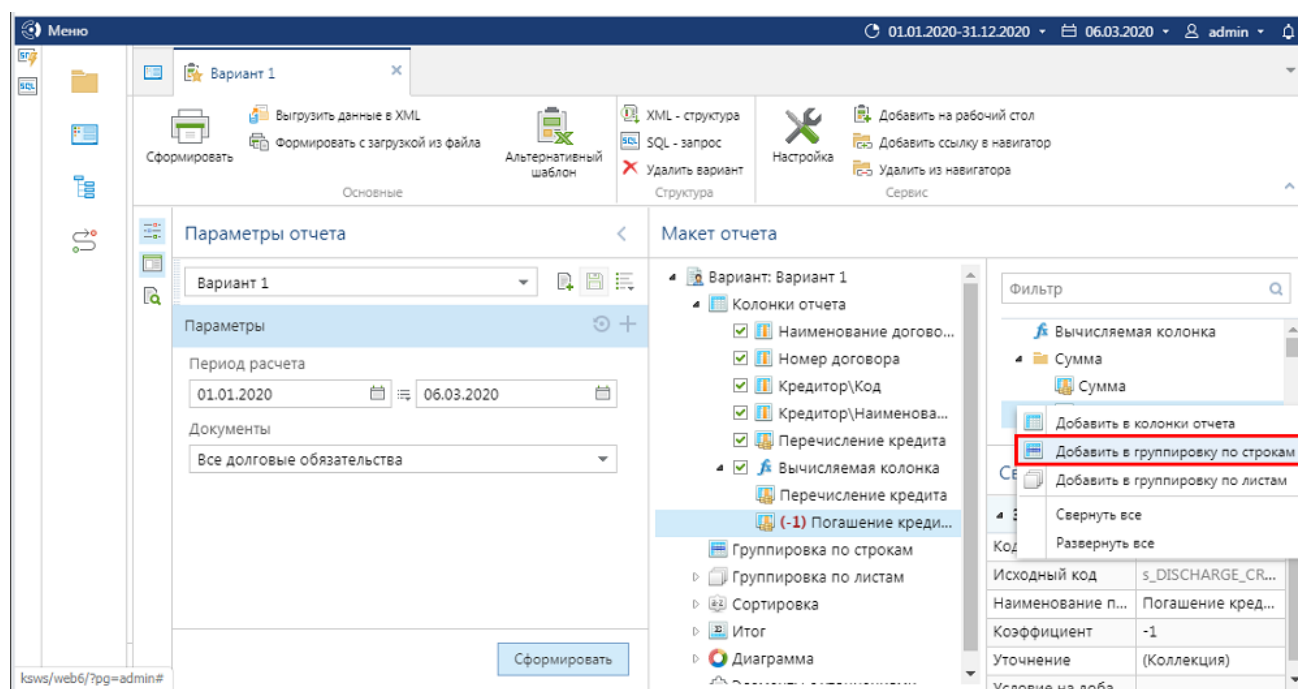 Меню
01.01.2020-31.12.2020
06.03.2020
admin
SQL
Вариант 1
Сформировать
Выгрузить данные в XML
Формировать с загрузкой из файла
Альтернативный
шаблон
Основные
XML - структура
SQL - запрос
Удалить вариант
Структура
Настройка
Добавить на рабочий стол
Добавить ссылку в навигатор
Удалить из навигатора
Сервис
Параметры отчета
Вариант 1
Параметры
Период расчета
01.01.2020
06.03.2020
Документы
Все долговые обязательства
Сформировать
Макет отчета
Вариант: Вариант 1
Колонки отчета
Наименование догово...
Номер договора
Кредитор\Код
Кредитор\Наименова...
Перечисление кредита
Вычисляемая колонка
Перечисление кредита
(-1) Погашение креди...
Группировка по строкам
Группировка по листам
Сортировка
Итог
Диаграмма
Фильтр
Вычисляемая колонка
Сумма
Сумма
Добавить в колонки отчета
Добавить в группировку по строкам
Добавить в группировку по листам
Свернуть все
Развернуть все
Исходный код s_DISCHARGE_CR...
Наименование п... Погашение кред...
Коэффициент -1
Уточнение (Коллекция)
ksws/web6/?pg=admin#